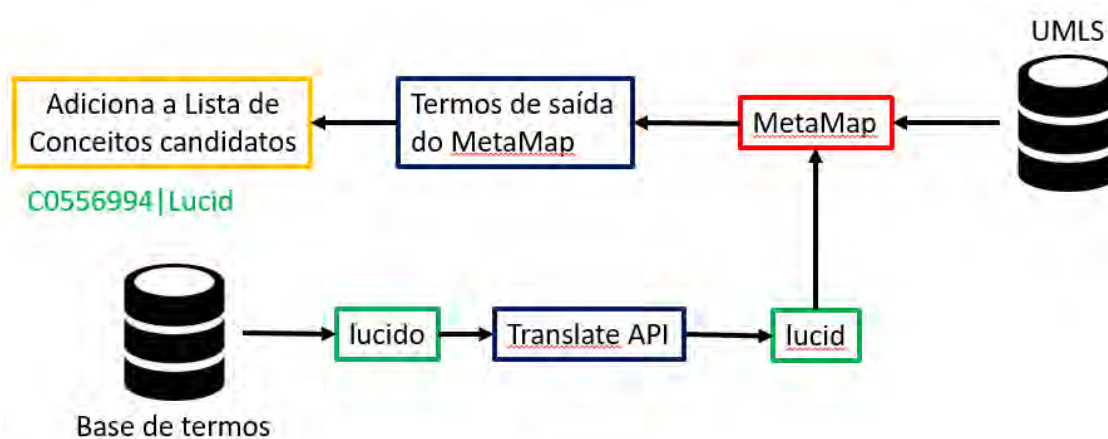 UMLS
Adiciona a Lista de
Conceitos candidatos
Termos de saída
do MetaMap
MetaMap
C0556994|Lucid
lucido
Translate API
lucid
Base de termos